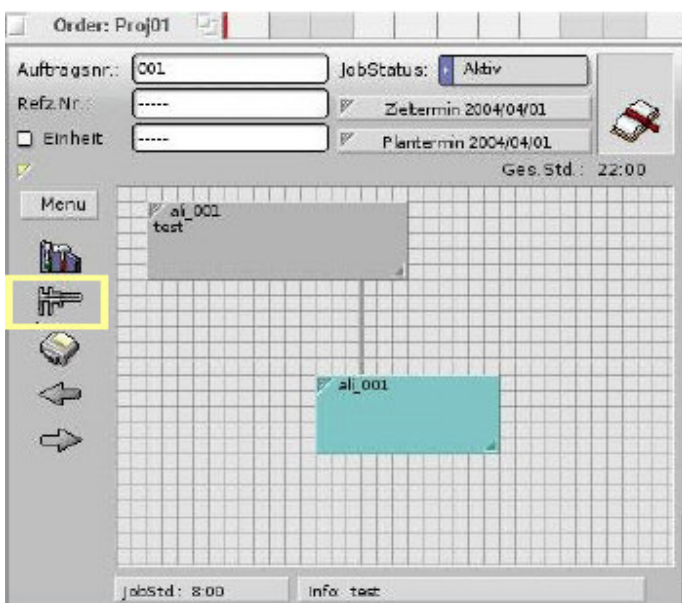 Order: Proj01
Auftragsnr.: 001 JobStatus: Aktiv
Refz.Nr.: ----- Zieltermin 2004/04/01
Einheit ----- Plantermin 2004/04/01
Ges.Std.: 22:00
Menu
ali_001
test
ali_001
JobStd: 8:00 Info: test